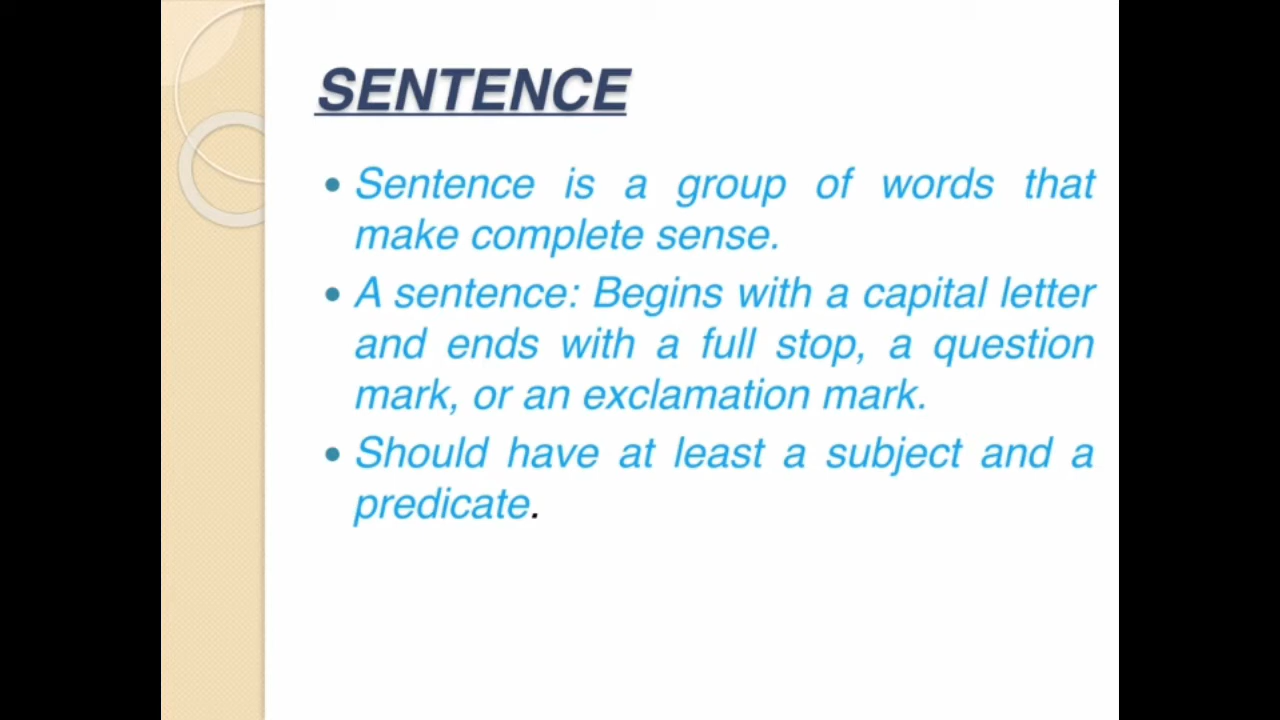 SENTENCE
Sentence is a group of words that
make complete sense.
A sentence: Begins with a capital letter
and ends with a full stop, a question
mark, or an exclamation mark.
Should have at least a subject and a
predicate.